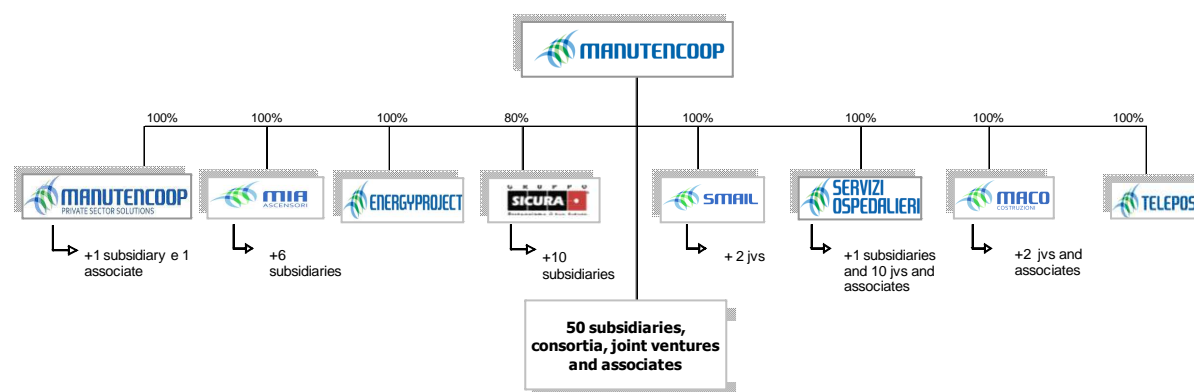 MANUTENCOOP
100%
100%
100%
80%
100%
100%
100%
100%
MANUTENCOOP
PRIVATE SECTOR SOLUTIONS
MIA
ASCENSORI
ENERGYPROJECT
GRUPPO
SICURA
SMAIL
SERVIZI
OSPEDALIERI
MACO
COSTRUZIONI
TELEPOS
+1 subsidiary e 1
associate
+6
subsidiaries
+10
subsidiaries
+ 2 jvs
+1 subsidiaries
and 10 jvs and
associates
+2 jvs and
associates
50 subsidiaries,
consortia, joint ventures
and associates